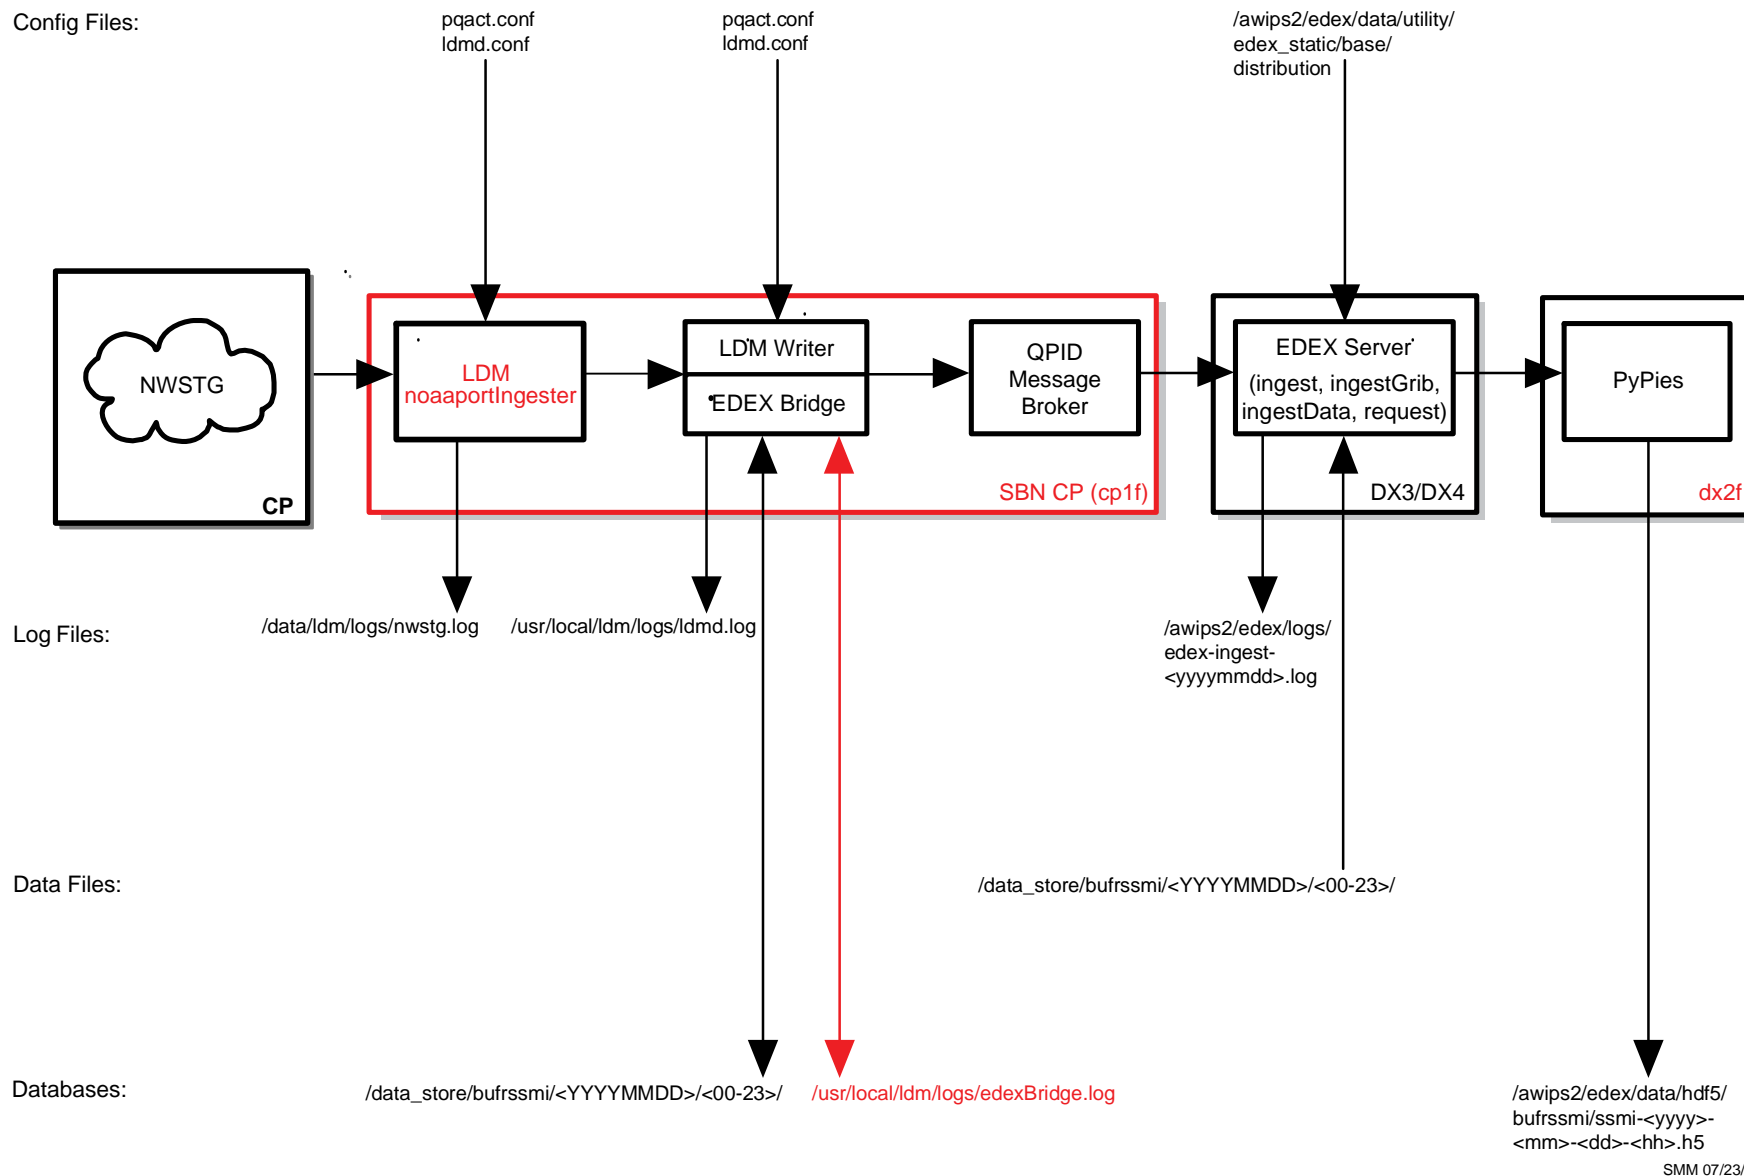 Config Files:
pqact.conf
ldmd.conf
pqact.conf
ldmd.conf
/awips2/edex/data/utility/
edex_static/base/
distribution
NWSTG
CP
LDM
noaaportIngester
LDM Writer
EDEX Bridge
QPID
Message
Broker
SBN CP (cp1f)
EDEX Server
(ingest, ingestGrib,
ingestData, request)
DX3/DX4
PyPies
dx2f
Log Files:
/data/ldm/logs/nwstg.log
/usr/local/ldm/logs/ldmd.log
/awips2/edex/logs/
edex-ingest-
<yyyymmdd>.log
Data Files:
/data_store/bufrssmi/<YYYYMMDD>/<00-23>/
Databases:
/data_store/bufrssmi/<YYYYMMDD>/<00-23>/
/usr/local/ldm/logs/edexBridge.log
/awips2/edex/data/hdf5/
bufrssmi/ssmi-<yyyy>-
<mm>-<dd>-<hh>.h5
SMM 07/23/